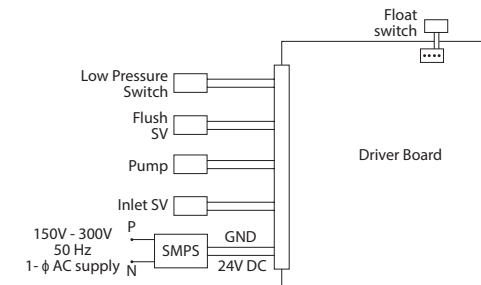 Float
switch
Low Pressure
Switch
Flush
SV
Driver Board
Pump
Inlet SV
150V - 300V
50 Hz
1- ϕ AC supply
P
N
SMPS
GND
24V DC